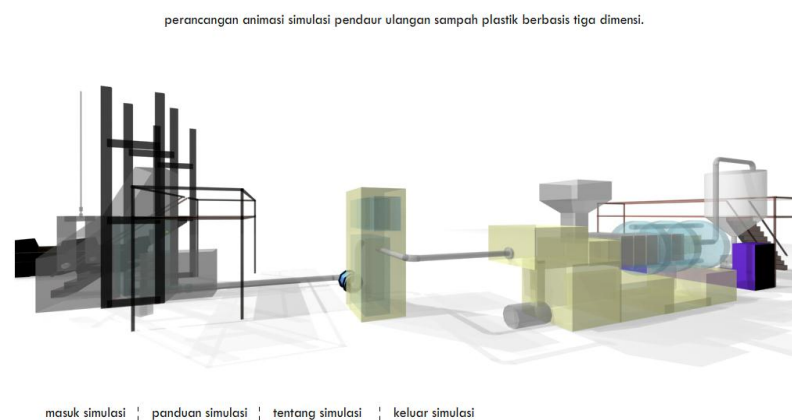 perancangan animasi simulasi pendaur ulangan sampah plastik berbasis tiga dimensi.
masuk simulasi ¦ panduan simulasi ¦ tentang simulasi ¦ keluar simulasi